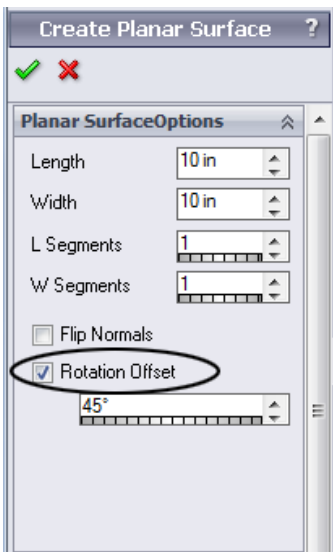 Create Planar Surface ?
Planar SurfaceOptions
Length 10 in
Width 10 in
L Segments 1
W Segments 1
Flip Normals
Rotation Offset
45°